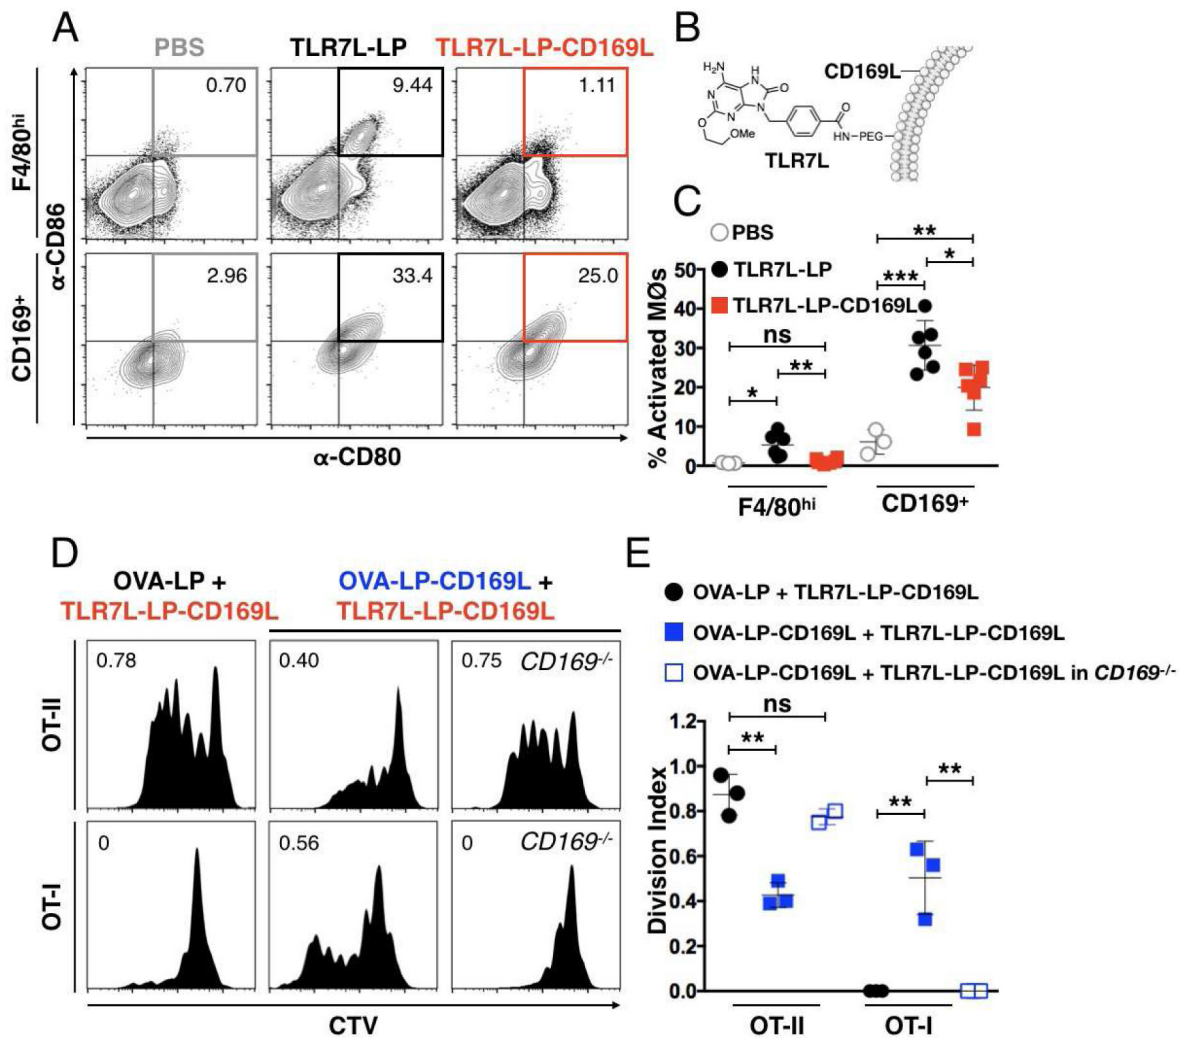 A
PBS
TLR7L-LP
TLR7L-LP-CD169L
F4/80hi
0.70
9.44
1.11
CD169+
2.96
33.4
25.0
α-CD86
α-CD80
B
CD169L
H₂N
H
N
N
N
N
O
O
OMe
O
HN
PEG
TLR7L
C
PBS
TLR7L-LP
TLR7L-LP-CD169L
% Activated MØs
50
40
30
20
10
0
ns
**
*
**
*
***
F4/80hi
CD169+
D
OVA-LP +
TLR7L-LP-CD169L
OVA-LP-CD169L +
TLR7L-LP-CD169L
OT-II
0.78
0.40
0.75
CD169-/-
OT-I
0
0.56
0
CD169-/-
CTV
E
OVA-LP + TLR7L-LP-CD169L
OVA-LP-CD169L + TLR7L-LP-CD169L
OVA-LP-CD169L + TLR7L-LP-CD169L in CD169-/-
Division Index
1.2
1.0
0.8
0.6
0.4
0.2
0.0
ns
**
**
**
OT-II
OT-I